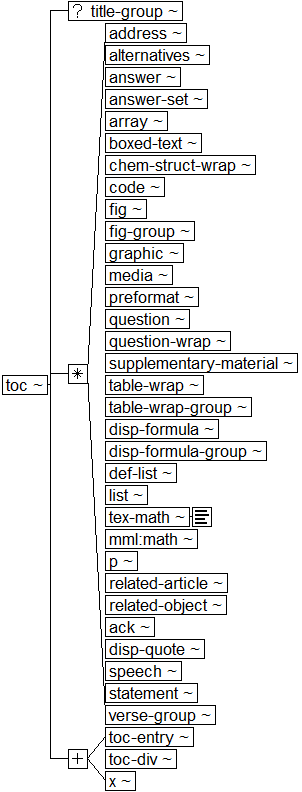 ? title-group ~
address ~
alternatives ~
answer ~
answer-set ~
array ~
boxed-text ~
chem-struct-wrap ~
code ~
fig ~
fig-group ~
graphic ~
media ~
preformat ~
question ~
question-wrap ~
supplementary-material ~
toc ~
*
table-wrap ~
table-wrap-group ~
disp-formula ~
disp-formula-group ~
def-list ~
list ~
tex-math ~
mml:math ~
p ~
related-article ~
related-object ~
ack ~
disp-quote ~
speech ~
statement ~
verse-group ~
toc-entry ~
+
toc-div ~
x ~